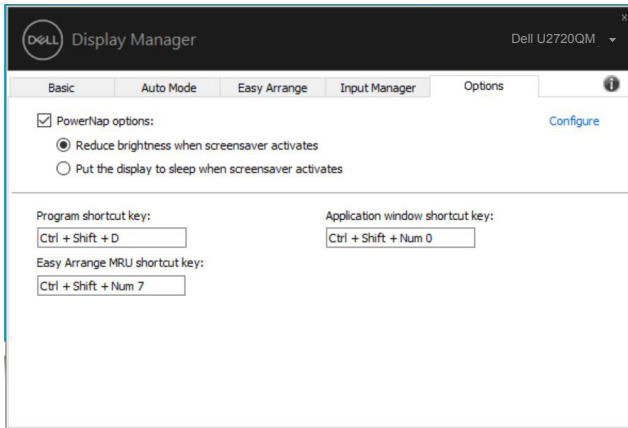 DELL Display Manager
Dell U2720QM
x
Basic Auto Mode Easy Arrange Input Manager Options
PowerNap options: Configure
Reduce brightness when screensaver activates
Put the display to sleep when screensaver activates
Program shortcut key: Application window shortcut key:
Ctrl + Shift + D Ctrl + Shift + Num 0
Easy Arrange MRU shortcut key:
Ctrl + Shift + Num 7